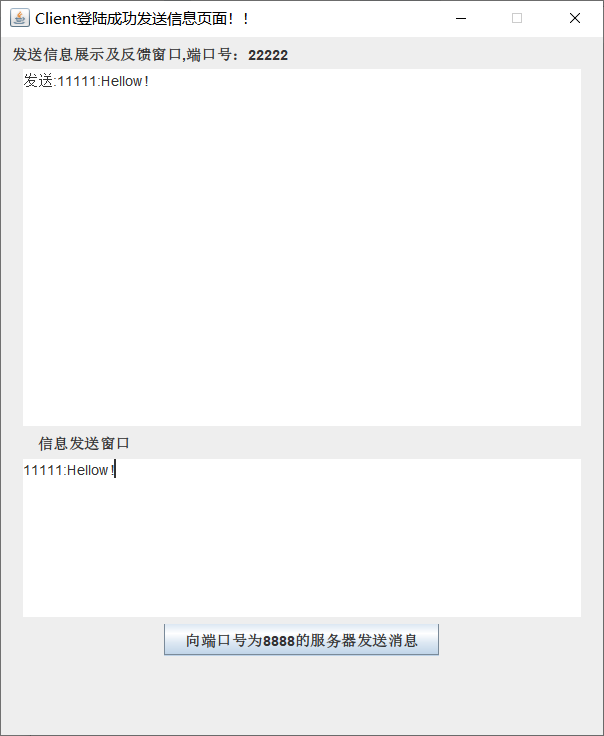 Client登陆成功发送信息页面！！
发送信息展示及反馈窗口,端口号：22222
发送:11111:Hellow!
信息发送窗口
11111:Hellow!
向端口号为8888的服务器发送消息